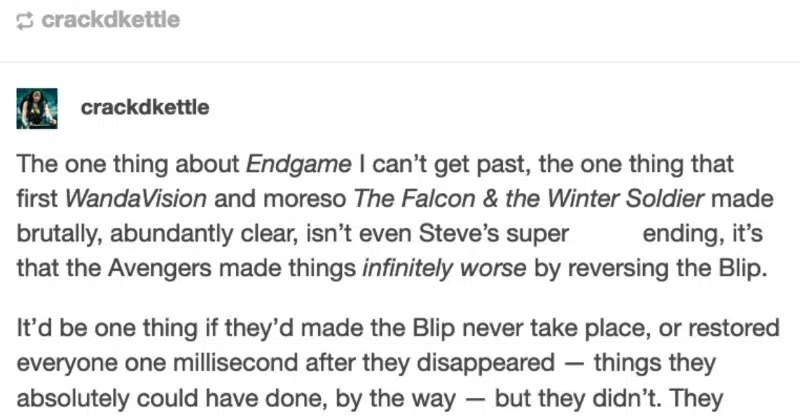 crackdkettle
crackdkettle
The one thing about Endgame I can't get past, the one thing that
first WandaVision and moreso The Falcon & the Winter Soldier made
brutally, abundantly clear, isn't even Steve's super ending, it's
that the Avengers made things infinitely worse by reversing the Blip.
It'd be one thing if they'd made the Blip never take place, or restored
everyone one millisecond after they disappeared — things they
absolutely could have done, by the way — but they didn't. They